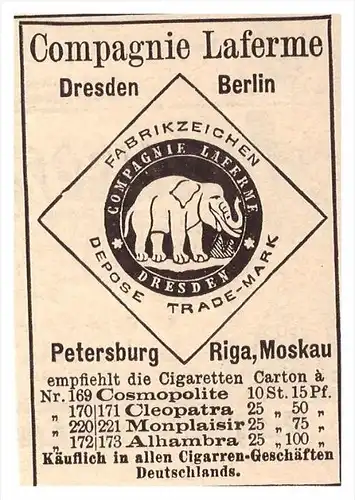 Compagnie Laferme
Dresden Berlin
FABRIKZEICHEN
COMPAGNIE LAFERME
DRESDEN
DEPOSE TRADE-MARK
Petersburg Riga, Moskau
empfiehlt die Cigaretten Carton à
Nr. 169 Cosmopolite 10 St. 15 Pf.
„ 170|171 Cleopatra 25 „ 50 „
„ 220|221 Monplaisir 25 „ 75 „
„ 172|173 Alhambra 25 „ 100 „
Käuflich in allen Cigarren-Geschäften
Deutschlands.